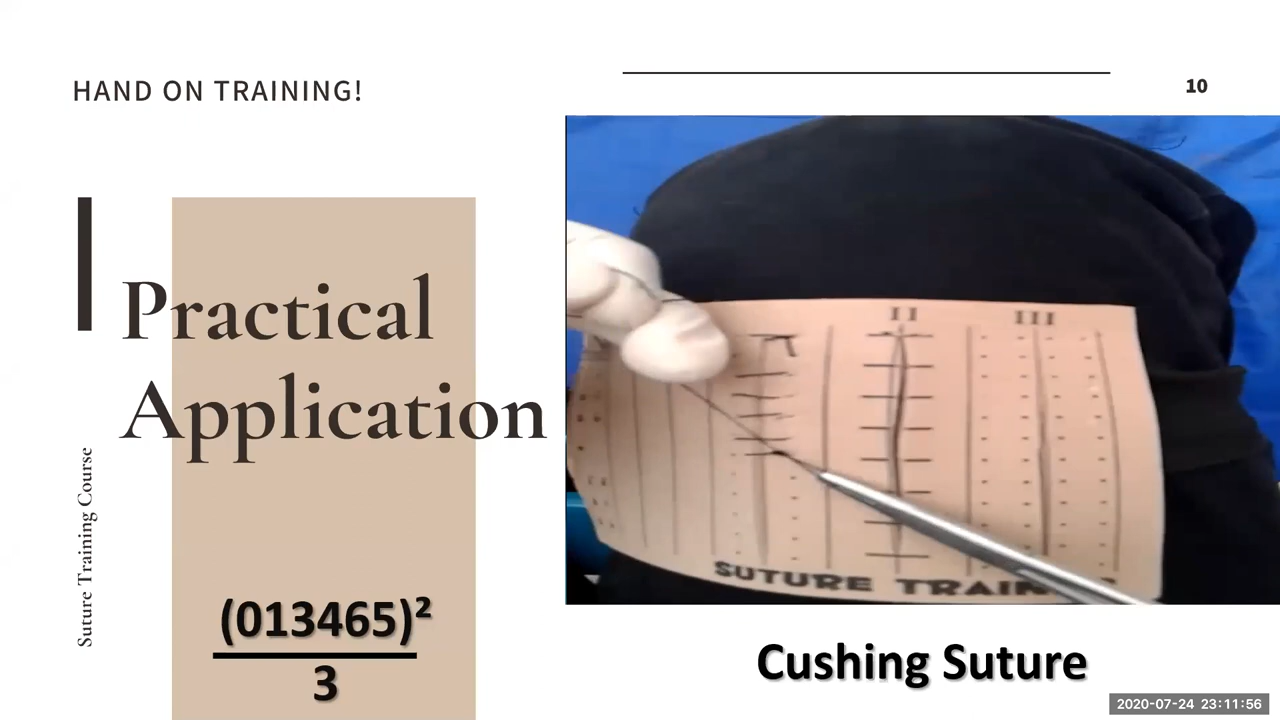 HAND ON TRAINING!
10
Practical
Application
Suture Training Course
(013465)²
3
II
III
SUTURE TRAIN
Cushing Suture
2020-07-24 23:11:56